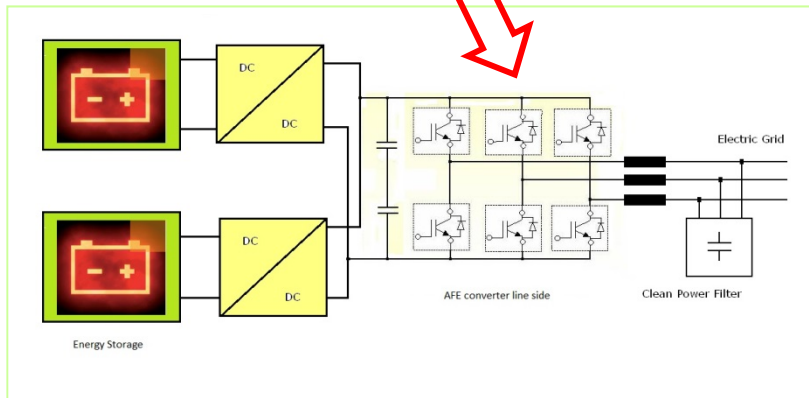 DC
DC
Electric Grid
DC
DC
AFE converter line side
Clean Power Filter
Energy Storage